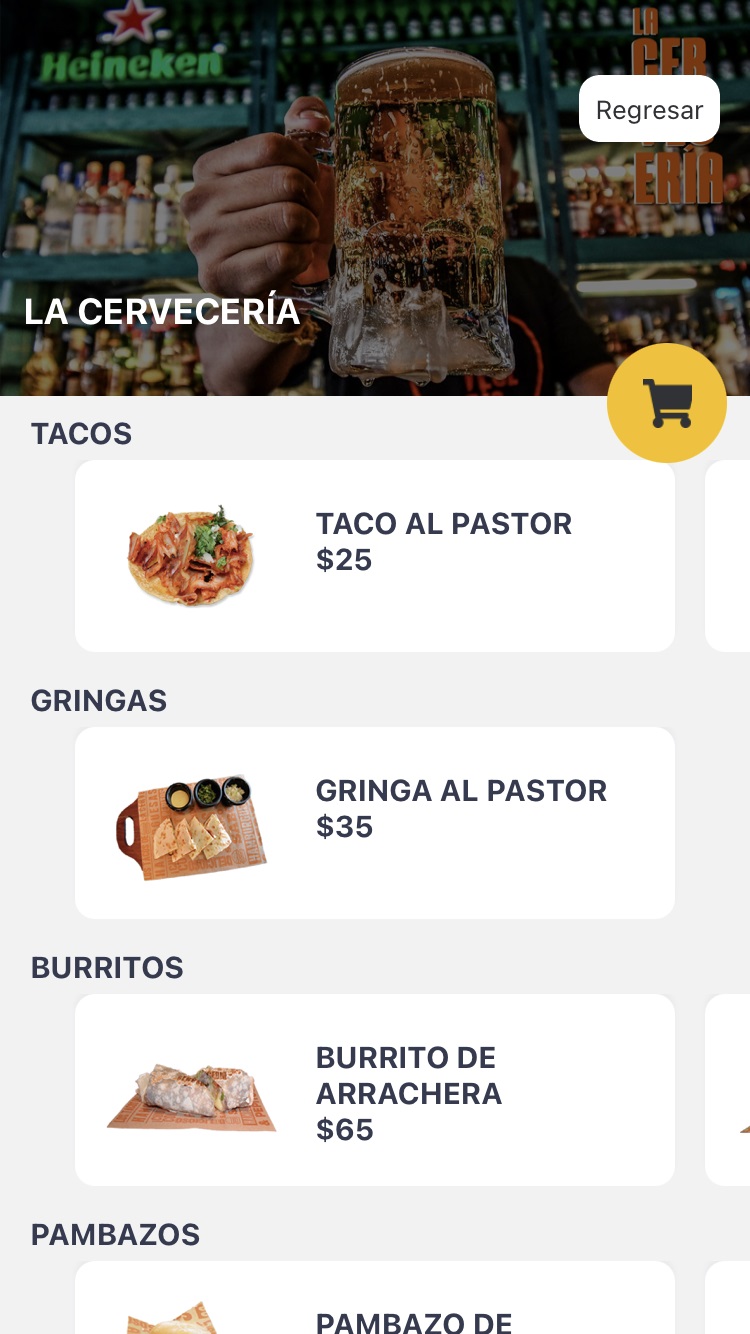 Heineken
LA
CER
Regresar
ERÍA
LA CERVECERÍA
TACOS
TACO AL PASTOR
$25
GRINGAS
GRINGA AL PASTOR
$35
BURRITOS
BURRITO DE
ARRACHERA
$65
PAMBAZOS
PAMBAZO DE